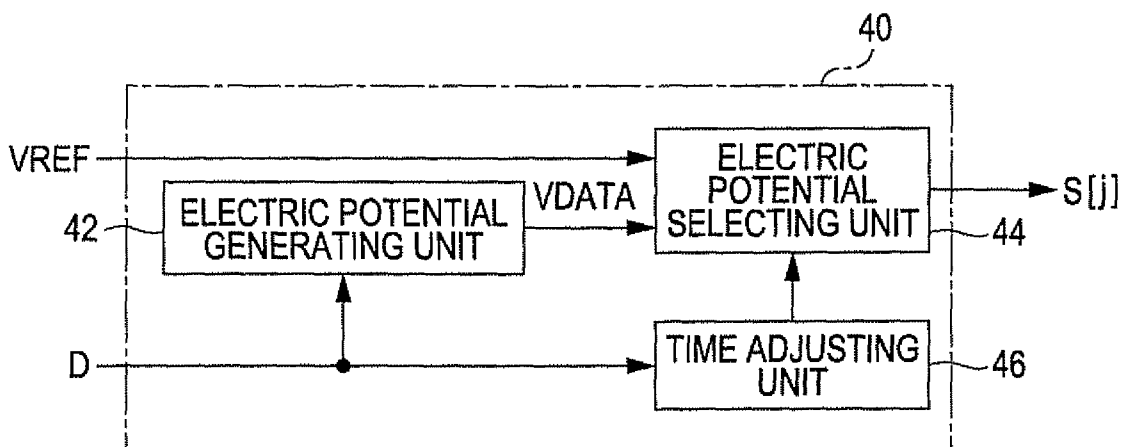 40
VREF
ELECTRIC
POTENTIAL
SELECTING UNIT
VDATA
S[j]
42
ELECTRIC POTENTIAL
GENERATING UNIT
44
D
TIME ADJUSTING
UNIT
46